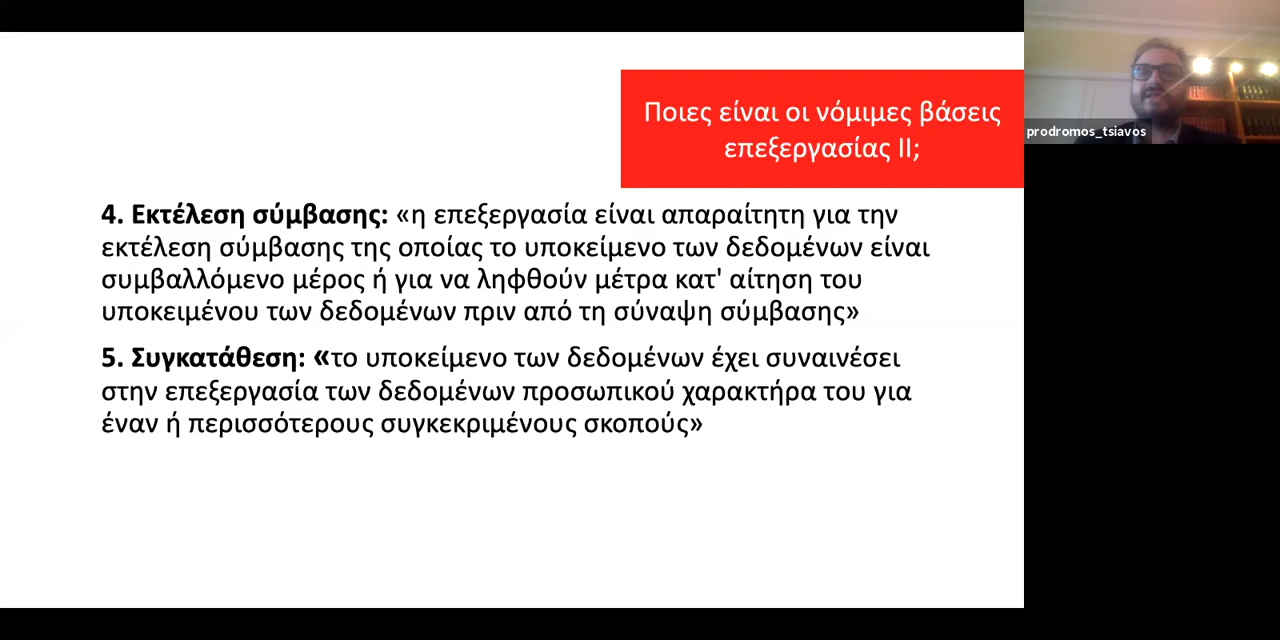 Ποιες είναι οι νόμιμες βάσεις
επεξεργασίας ΙΙ;
prodromos_tsiavos
4. Εκτέλεση σύμβασης: «η επεξεργασία είναι απαραίτητη για την
εκτέλεση σύμβασης της οποίας το υποκείμενο των δεδομένων είναι
συμβαλλόμενο μέρος ή για να ληφθούν μέτρα κατ' αίτηση του
υποκειμένου των δεδομένων πριν από τη σύναψη σύμβασης»
5. Συγκατάθεση: «το υποκείμενο των δεδομένων έχει συναινέσει
στην επεξεργασία των δεδομένων προσωπικού χαρακτήρα του για
έναν ή περισσότερους συγκεκριμένους σκοπούς»